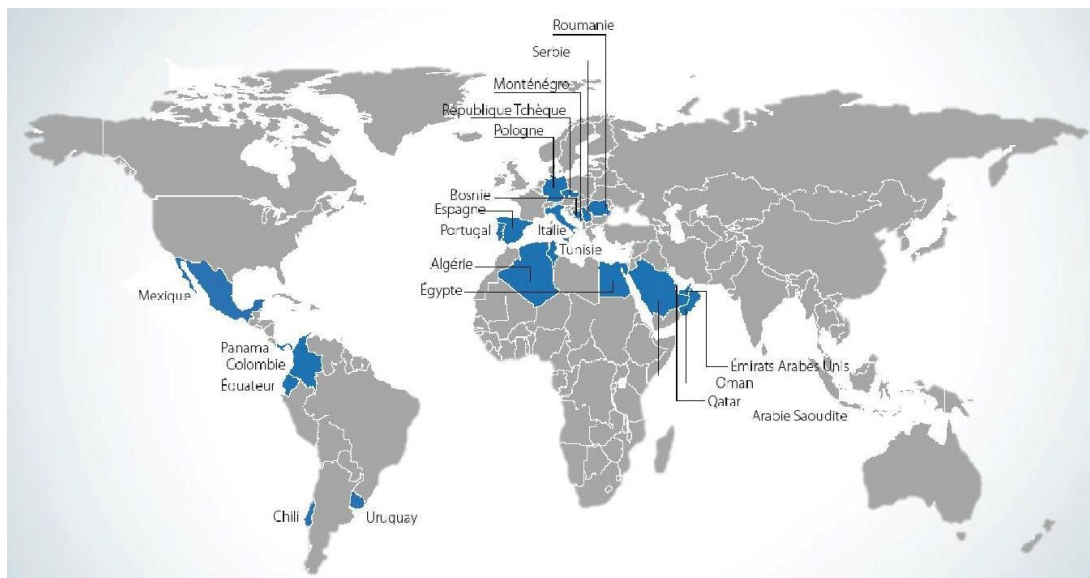 Roumanie
Serbie
Monténégro
République Tchèque
Pologne
Bosnie
Espagne
Portugal
Italie
Tunisie
Algérie
Égypte
Mexique
Panama
Colombie
Équateur
Émirats Arabes Unis
Oman
Qatar
Arabie Saoudite
Chili
Uruguay